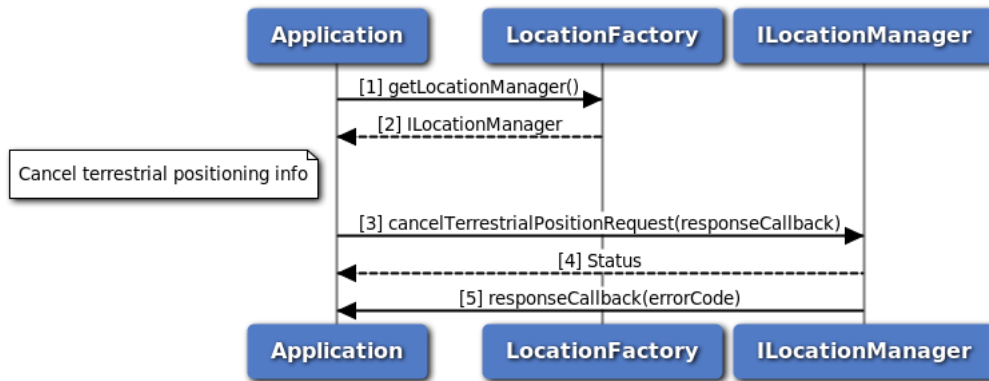 Application
LocationFactory
ILocationManager
[1] getLocationManager()
[2] ILocationManager
Cancel terrestrial positioning info
[3] cancelTerrestrialPositionRequest(responseCallback)
[4] Status
[5] responseCallback(errorCode)
Application
LocationFactory
ILocationManager